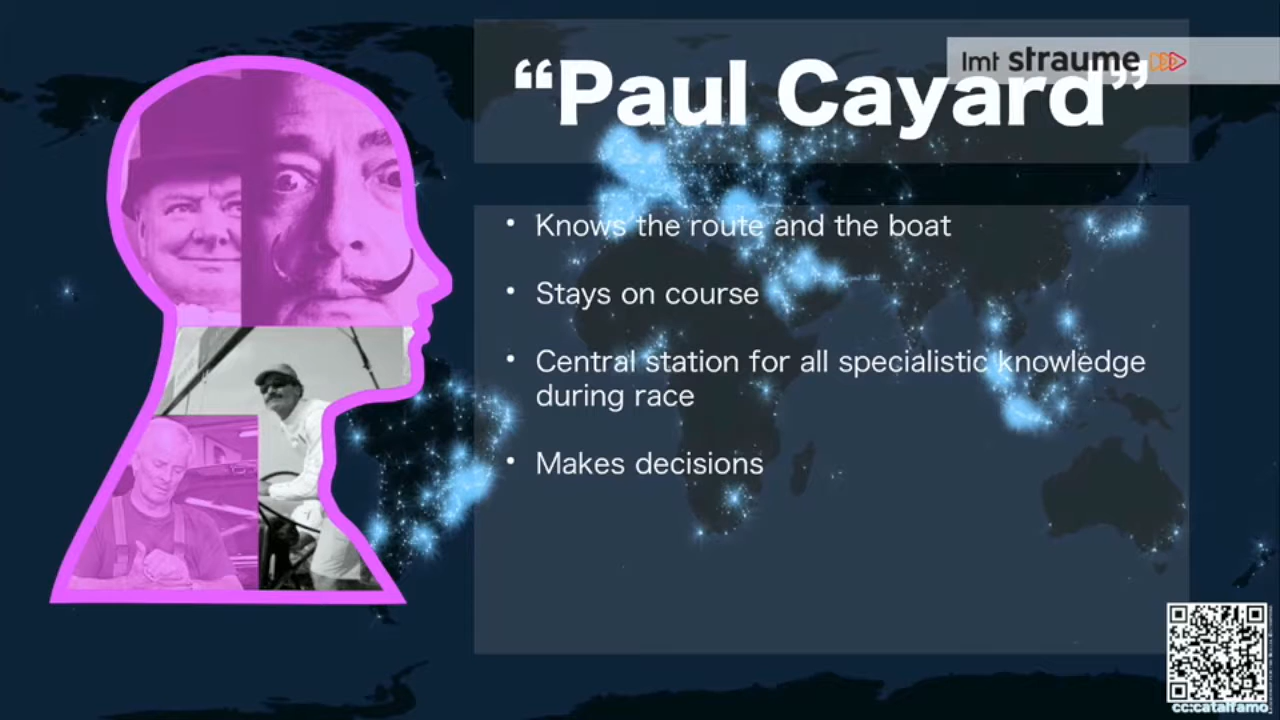 lmt straume
“Paul Cayard”
• Knows the route and the boat
• Stays on course
• Central station for all specialistic knowledge
during race
• Makes decisions
cc:catalfamo